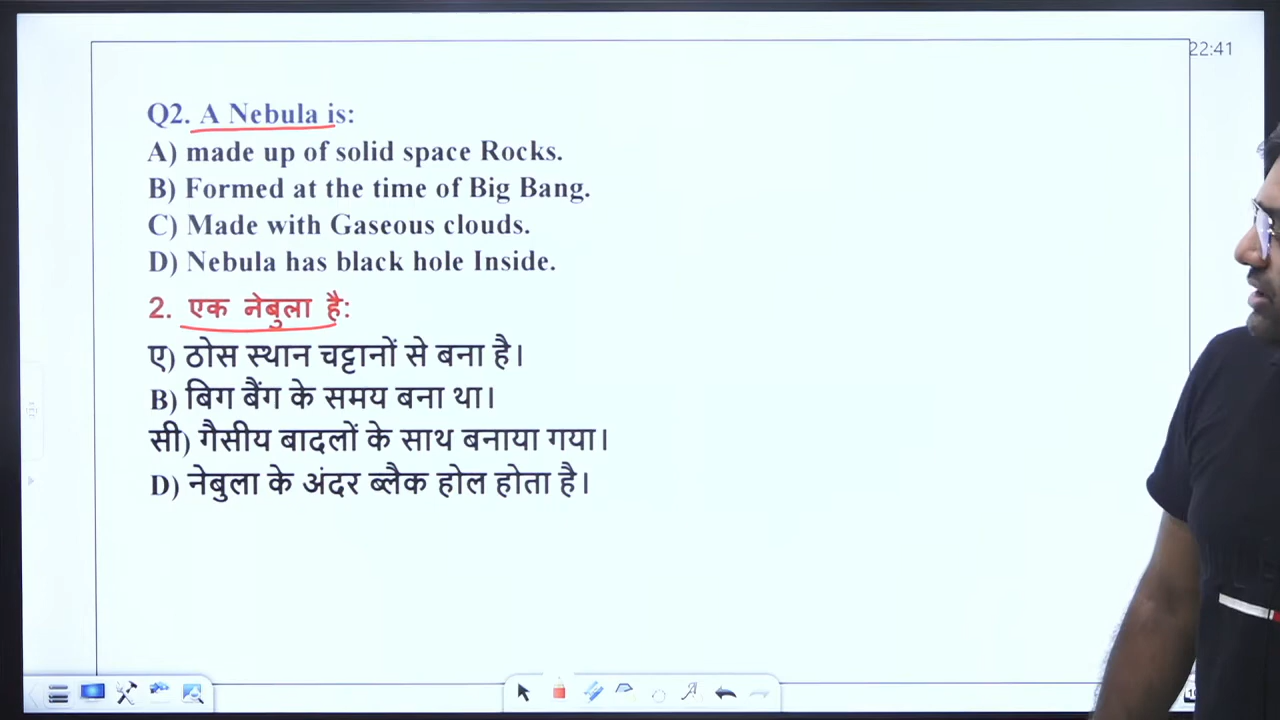 22:41
Q2. A Nebula is:
A) made up of solid space Rocks.
B) Formed at the time of Big Bang.
C) Made with Gaseous clouds.
D) Nebula has black hole Inside.
2. एक नेबुला है:
ए) ठोस स्थान चट्टानों से बना है।
B) बिग बैंग के समय बना था।
सी) गैसीय बादलों के साथ बनाया गया।
D) नेबुला के अंदर ब्लैक होल होता है।